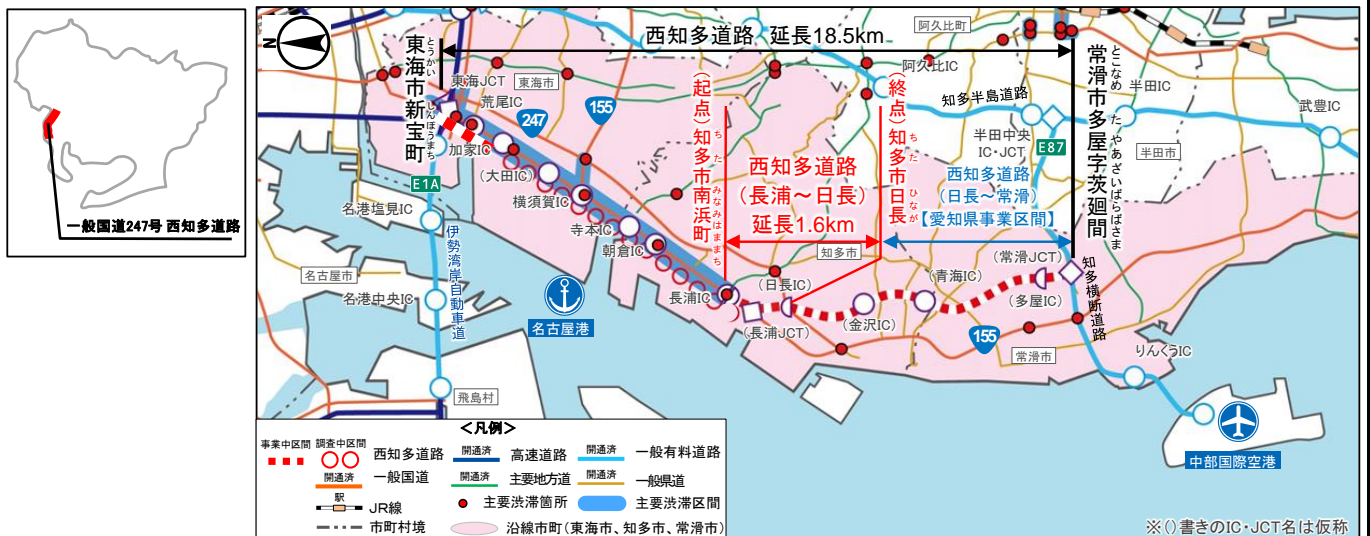 一般国道247号 西知多道路
N
西知多道路 延長18.5km
東海市新宝町
とうかい しんぽうまち
東海JCT
荒尾IC
東海市
247
155
加家IC
(大田IC)
横須賀IC
寺本IC
朝倉IC
長浦IC
E1A
名港塩見IC
名古屋市
名港中央IC
伊勢湾岸自動車道
名古屋港
飛島村
阿久比町
阿久比IC
(起点)知多市南浜町
ちた みなみはままち
(終点)知多市日長
ちた ひなが
西知多道路
(長浦～日長)
延長1.6km
知多半島道路
半田中央
IC・JCT
E87
半田IC
半田市
武豊IC
西知多道路
(日長～常滑)
【愛知県事業区間】
常滑市多屋字茨廻間
とこなめ たやあざいばらばさま
知多市
(日長IC)
(長浦JCT)
(金沢IC)
(青海IC)
(常滑JCT)
(多屋IC)
知多横断道路
155
常滑市
りんくうIC
中部国際空港
＜凡例＞
事業中区間 調査中区間 西知多道路
開通済 高速道路
開通済 一般有料道路
開通済 一般国道
開通済 主要地方道
開通済 一般県道
駅 JR線
主要渋滞箇所
主要渋滞区間
市町村境
沿線市町(東海市、知多市、常滑市)
※()書きのIC・JCT名は仮称